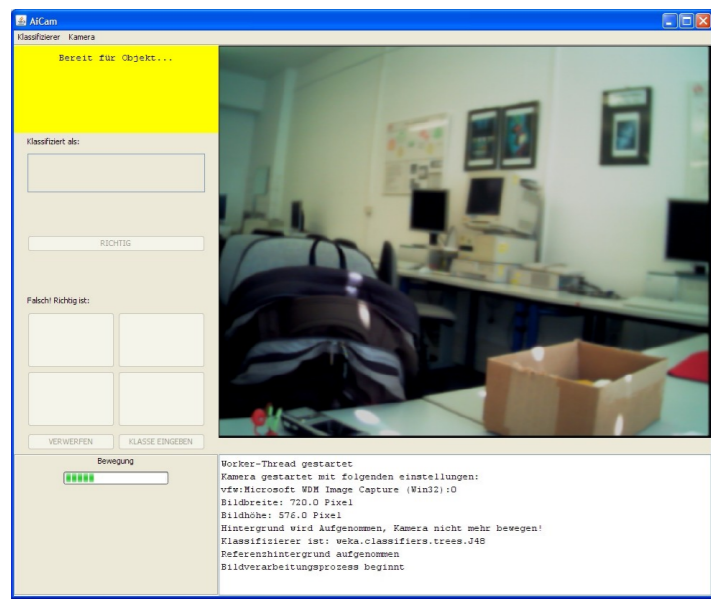 AiCam
Klassifizierer Kamera
Bereit für Objekt...
Klassifiziert als:
RICHTIG
Falsch! Richtig ist:
VERWERFEN KLASSE EINGEBEN
Bewegung
Worker-Thread gestartet
Kamera gestartet mit folgenden einstellungen:
vfw:Microsoft WDM Image Capture (Win32):0
Bildbreite: 720.0 Pixel
Bildhöhe: 576.0 Pixel
Hintergrund wird Aufgenommen, Kamera nicht mehr bewegen!
Klassifizierer ist: weka.classifiers.trees.J48
Referenzhintergrund aufgenommen
Bildverarbeitungsprozess beginnt